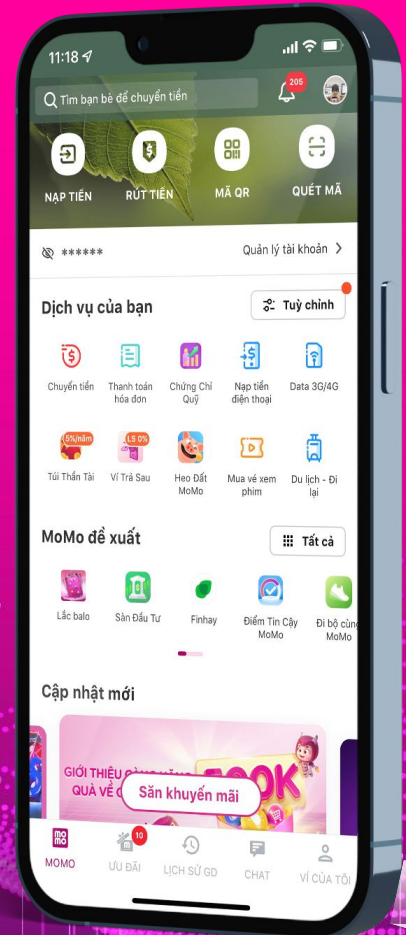 11:18
Tìm bạn bè để chuyển tiền
205
NẠP TIỀN
RÚT TIỀN
MÃ QR
QUÉT MÃ
******
Quản lý tài khoản
Dịch vụ của bạn
Tuỳ chỉnh
Chuyển tiền
Thanh toán
hóa đơn
Chứng Chỉ
Quỹ
Nạp tiền
điện thoại
Data 3G/4G
5%/năm
LS 0%
Túi Thần Tài
Ví Trả Sau
Heo Đất
MoMo
Mua vé xem
phim
Du lịch - Đi
lại
MoMo đề xuất
Tất cả
Lắc balo
Sàn Đầu Tư
Finhay
Điểm Tin Cậy
MoMo
Đi bộ cùng
MoMo
Cập nhật mới
GIỚI THIỆU
500K
QUÀ VỀ
Săn khuyến mãi
mo
mo
10
MOMO
ƯU ĐÃI
LỊCH SỬ GD
CHAT
VÍ CỦA TÔI